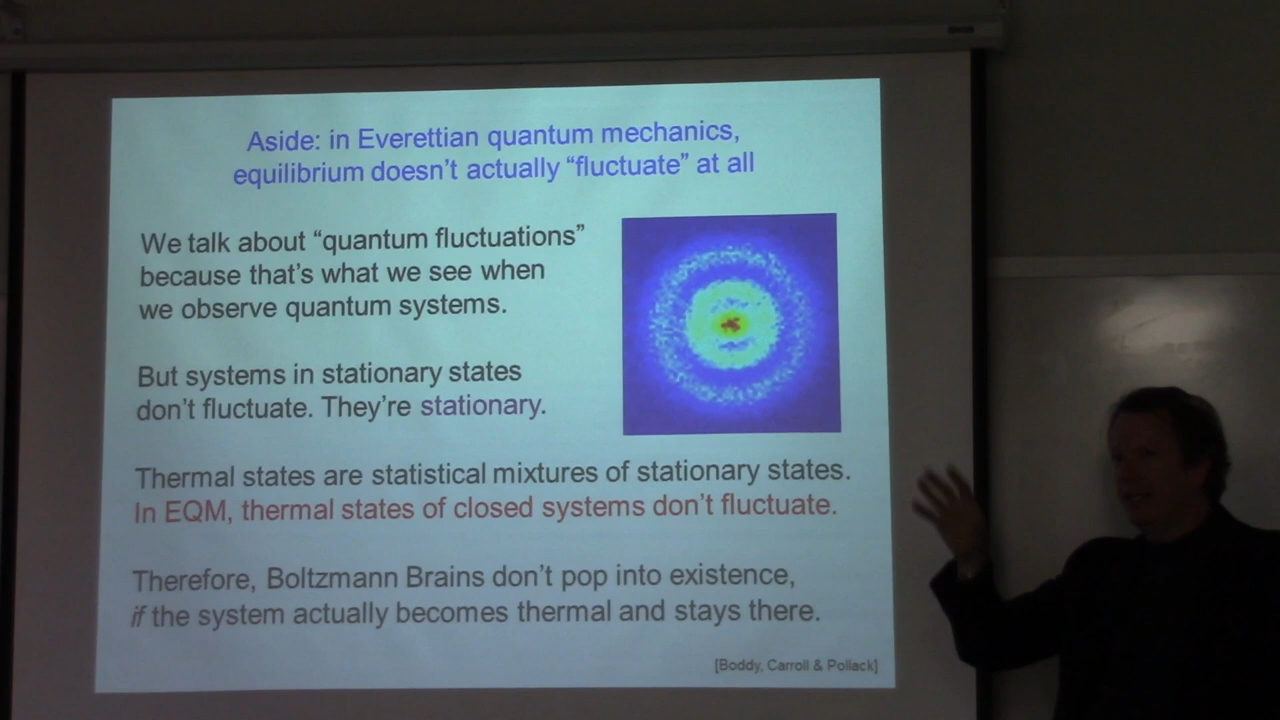 Aside: in Everettian quantum mechanics,
equilibrium doesn't actually “fluctuate” at all
We talk about “quantum fluctuations”
because that's what we see when
we observe quantum systems.
But systems in stationary states
don't fluctuate. They're stationary.
Thermal states are statistical mixtures of stationary states.
In EQM, thermal states of closed systems don't fluctuate.
Therefore, Boltzmann Brains don't pop into existence,
if the system actually becomes thermal and stays there.
[Boddy, Carroll & Pollack]